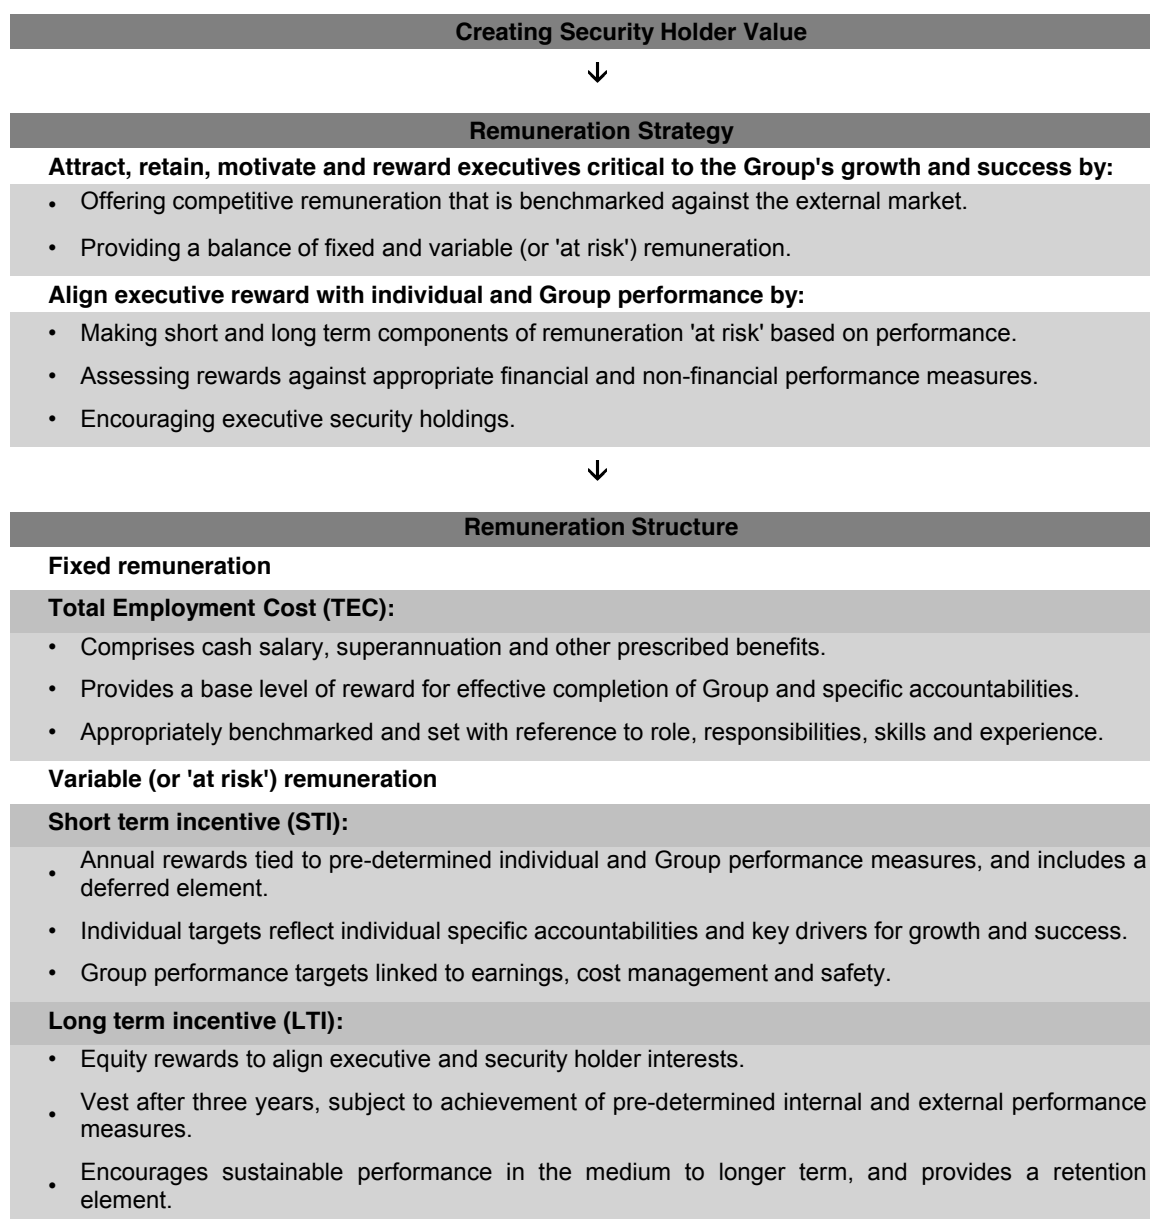 Creating Security Holder Value
↓
Remuneration Strategy
Attract, retain, motivate and reward executives critical to the Group's growth and success by:
• Offering competitive remuneration that is benchmarked against the external market.
• Providing a balance of fixed and variable (or 'at risk') remuneration.
Align executive reward with individual and Group performance by:
• Making short and long term components of remuneration 'at risk' based on performance.
• Assessing rewards against appropriate financial and non-financial performance measures.
• Encouraging executive security holdings.
↓
Remuneration Structure
Fixed remuneration
Total Employment Cost (TEC):
• Comprises cash salary, superannuation and other prescribed benefits.
• Provides a base level of reward for effective completion of Group and specific accountabilities.
• Appropriately benchmarked and set with reference to role, responsibilities, skills and experience.
Variable (or 'at risk') remuneration
Short term incentive (STI):
• Annual rewards tied to pre-determined individual and Group performance measures, and includes a
deferred element.
• Individual targets reflect individual specific accountabilities and key drivers for growth and success.
• Group performance targets linked to earnings, cost management and safety.
Long term incentive (LTI):
• Equity rewards to align executive and security holder interests.
• Vest after three years, subject to achievement of pre-determined internal and external performance
measures.
• Encourages sustainable performance in the medium to longer term, and provides a retention
element.